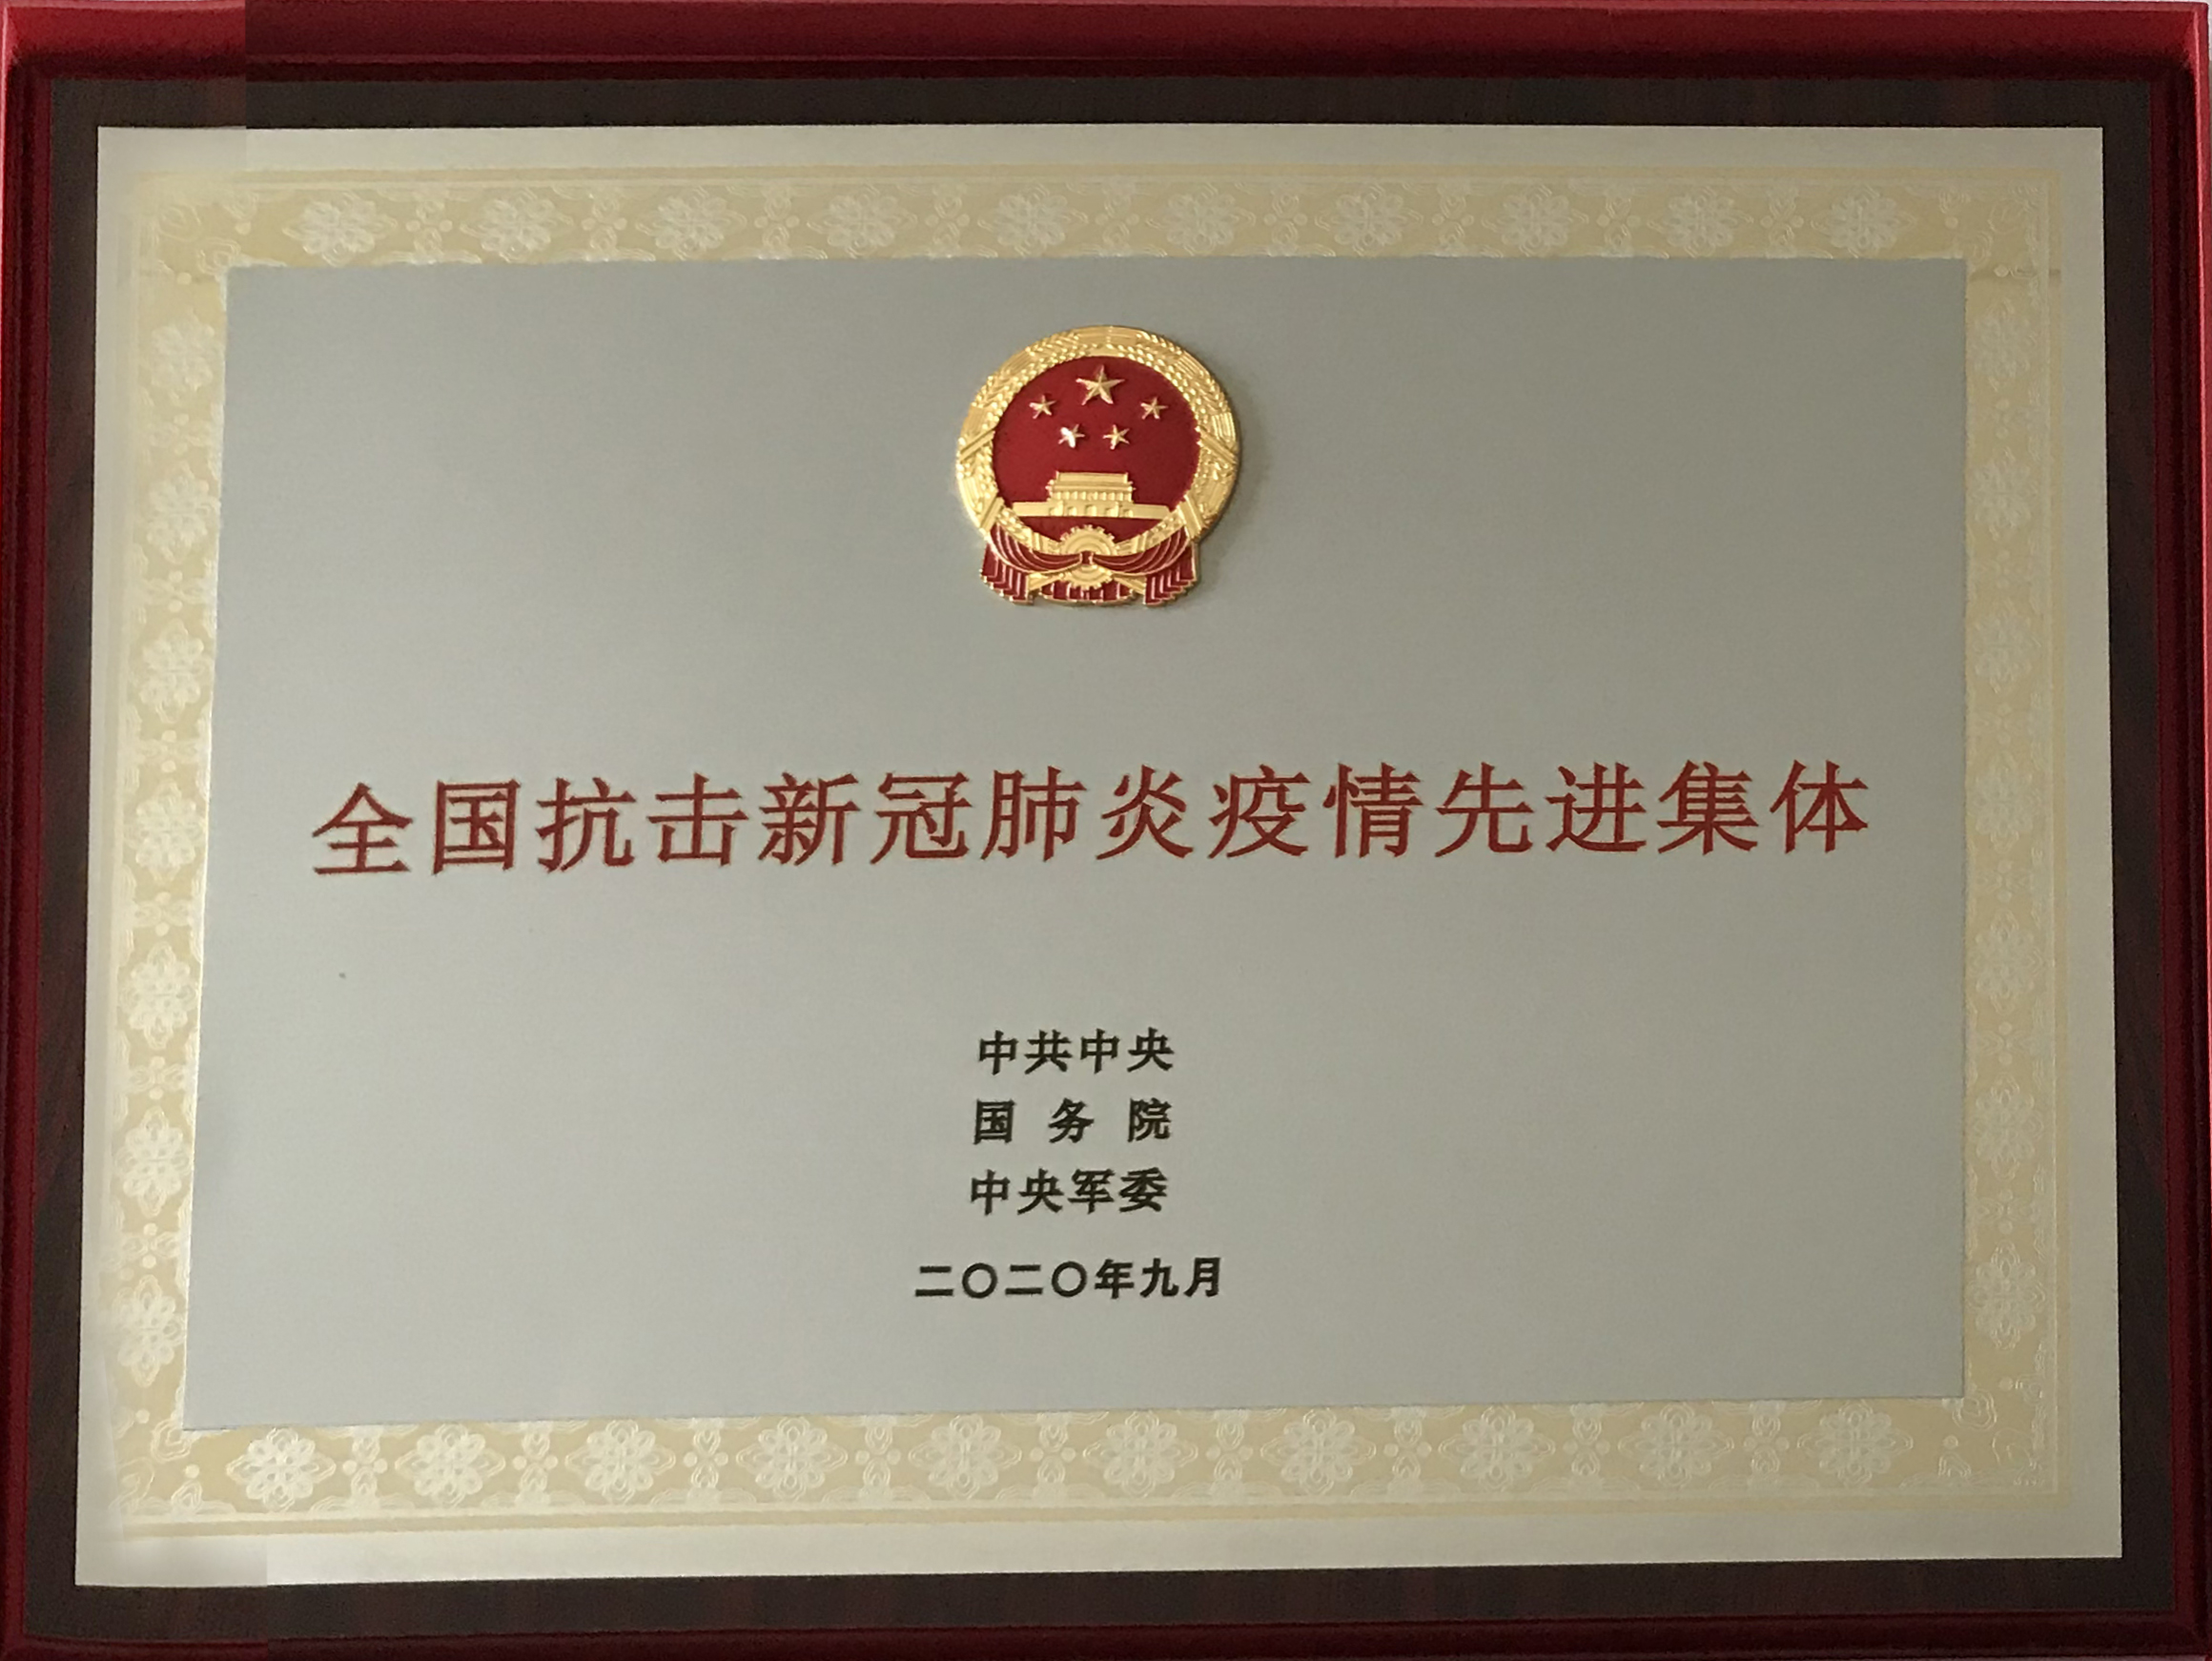 全国抗击新冠肺炎疫情先进集体
中共中央
国务院
中央军委
二〇二〇年九月